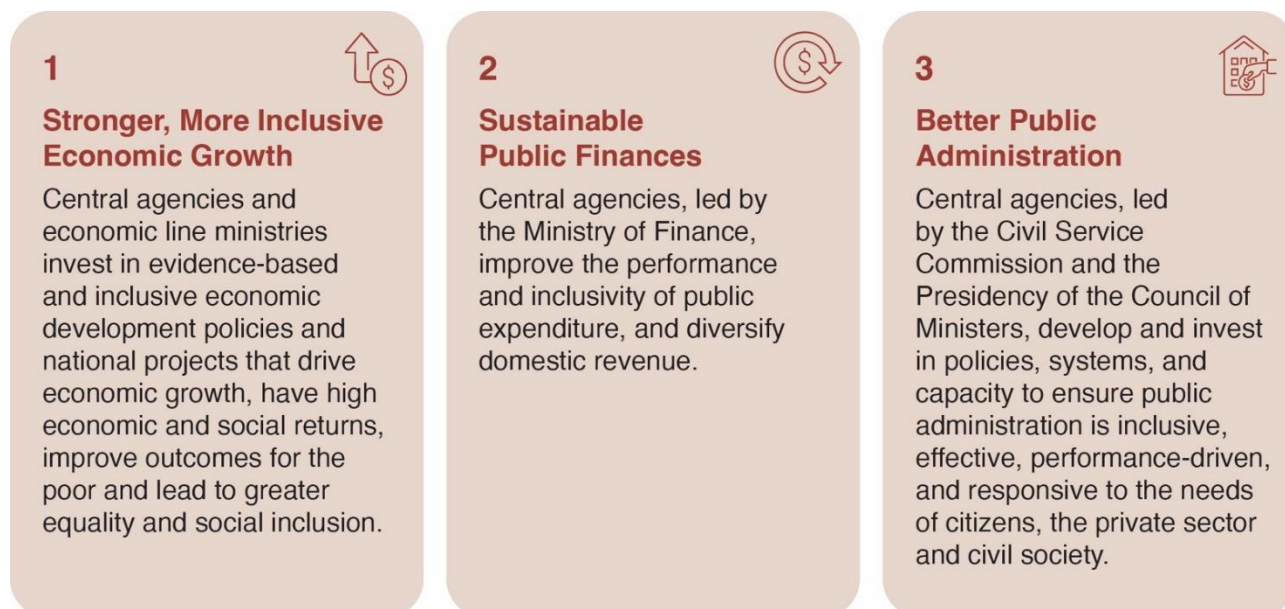 1
Stronger, More Inclusive
Economic Growth
Central agencies and
economic line ministries
invest in evidence-based
and inclusive economic
development policies and
national projects that drive
economic growth, have high
economic and social returns,
improve outcomes for the
poor and lead to greater
equality and social inclusion.
2
Sustainable
Public Finances
Central agencies, led by
the Ministry of Finance,
improve the performance
and inclusivity of public
expenditure, and diversify
domestic revenue.
3
Better Public
Administration
Central agencies, led
by the Civil Service
Commission and the
Presidency of the Council of
Ministers, develop and invest
in policies, systems, and
capacity to ensure public
administration is inclusive,
effective, performance-driven,
and responsive to the needs
of citizens, the private sector
and civil society.